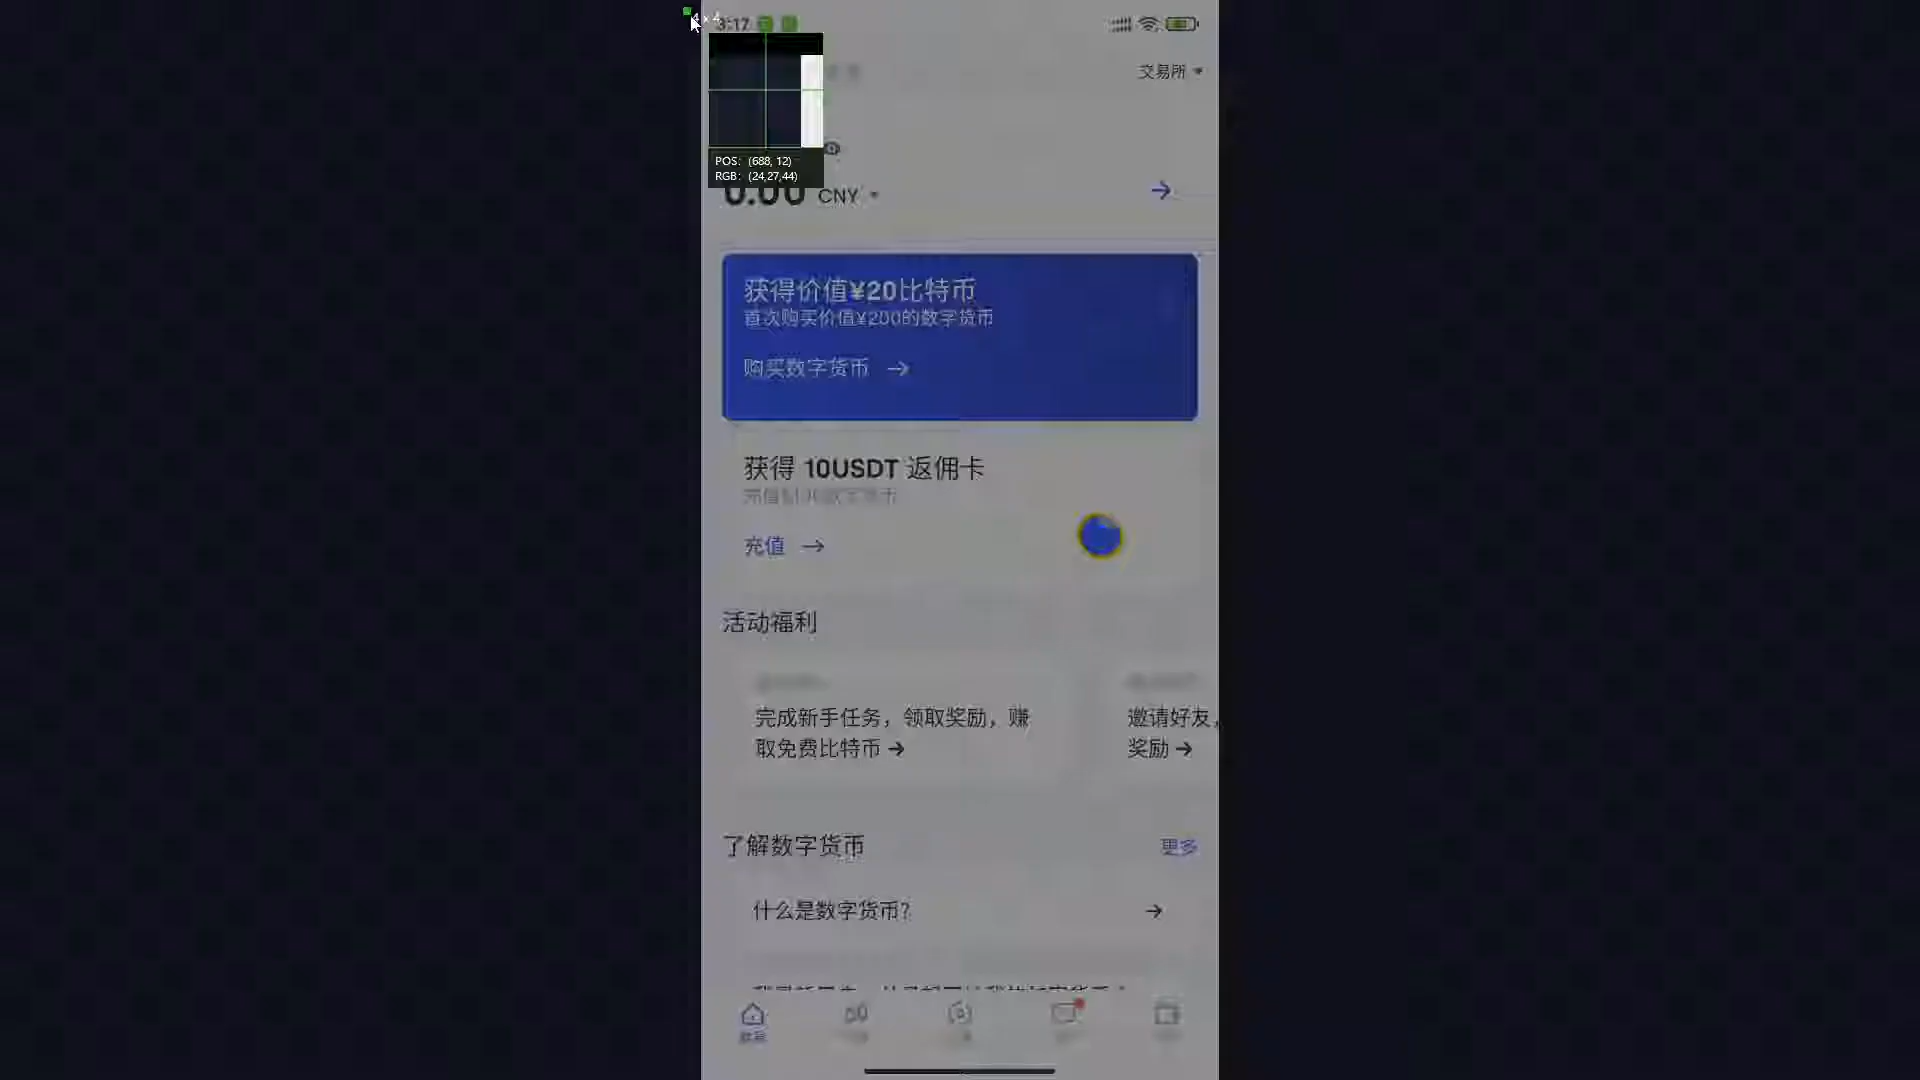 4 × 4
3:17
交易所
POS: (688, 12)
RGB: (24,27,44)
0.00 CNY
获得价值¥20比特币
首次购买价值¥200的数字货币
购买数字货币 →
获得 10USDT 返佣卡
充值 →
活动福利
完成新手任务，领取奖励，赚
取免费比特币 →
邀请好友，
奖励 →
了解数字货币
更多
什么是数字货币?